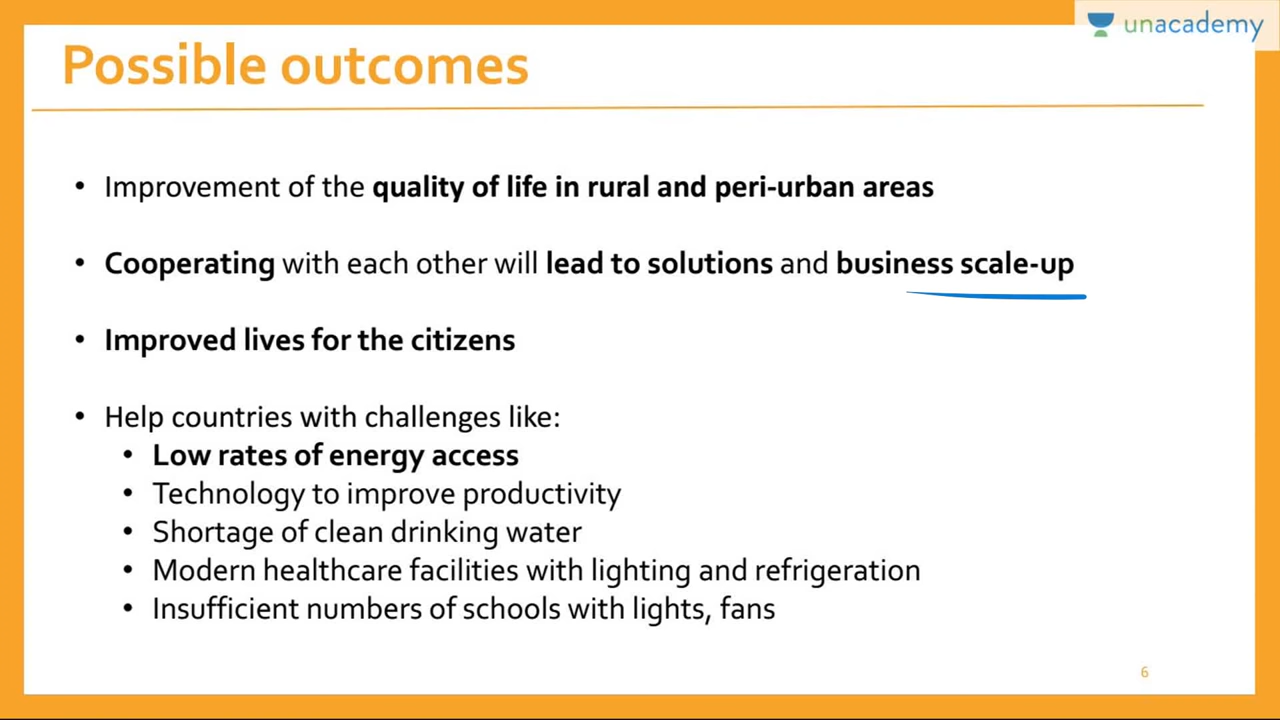 unacademy
Possible outcomes
• Improvement of the quality of life in rural and peri-urban areas
• Cooperating with each other will lead to solutions and business scale-up
• Improved lives for the citizens
• Help countries with challenges like:
• Low rates of energy access
• Technology to improve productivity
• Shortage of clean drinking water
• Modern healthcare facilities with lighting and refrigeration
• Insufficient numbers of schools with lights, fans
6